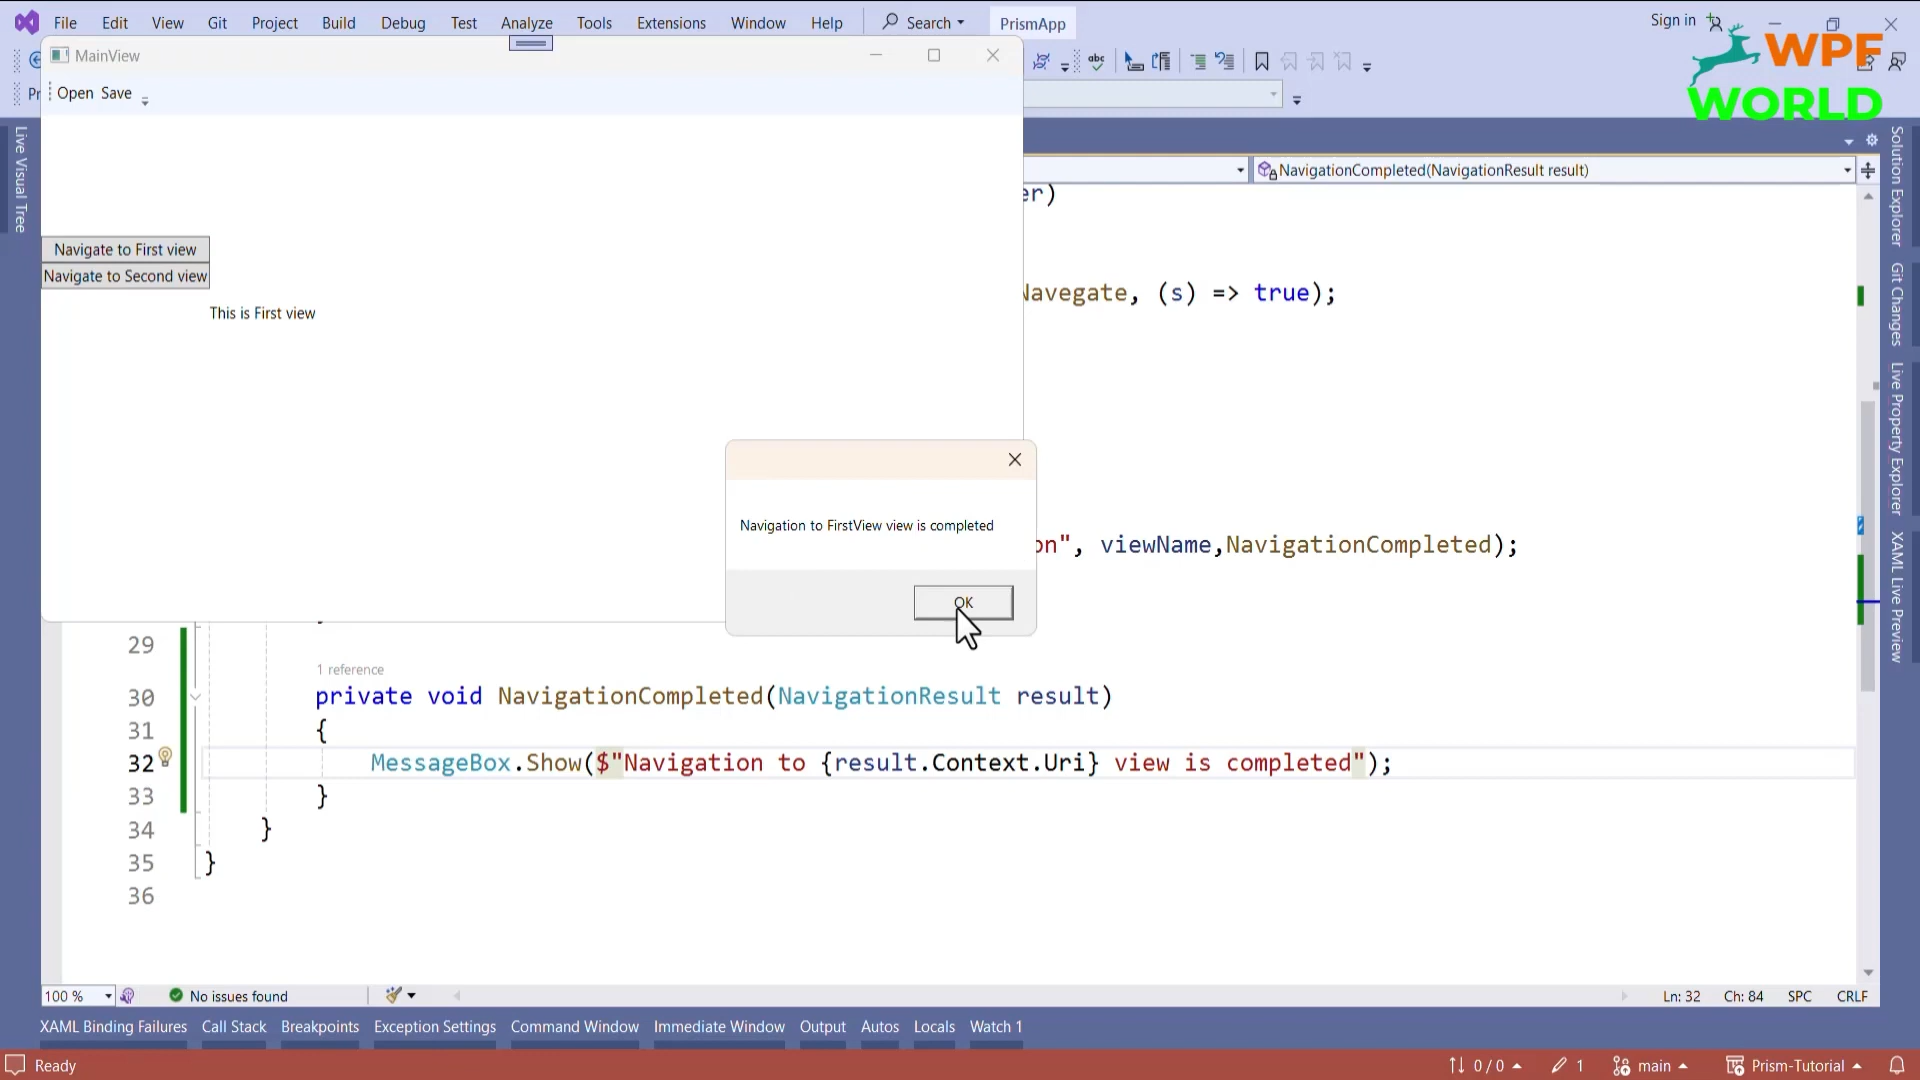 File Edit View Git Project Build Debug Test Analyze Tools Extensions Window Help Search PrismApp Sign in
WPF
WORLD
MainView
Open Save
Pr
Live Visual Tree
NavigationCompleted(NavigationResult result)
er)
Navigate to First view
Navigate to Second view
Navegate, (s) => true);
This is First view
Navigation to FirstView view is completed
on", viewName,NavigationCompleted);
OK
29
1 reference
30 private void NavigationCompleted(NavigationResult result)
31 {
32 MessageBox.Show($"Navigation to {result.Context.Uri} view is completed");
33 }
34 }
35 }
36
Solution Explorer
Git Changes
Live Property Explorer
XAML Live Preview
100 % No issues found Ln: 32 Ch: 84 SPC CRLF
XAML Binding Failures Call Stack Breakpoints Exception Settings Command Window Immediate Window Output Autos Locals Watch 1
Ready 0 / 0 1 main Prism-Tutorial